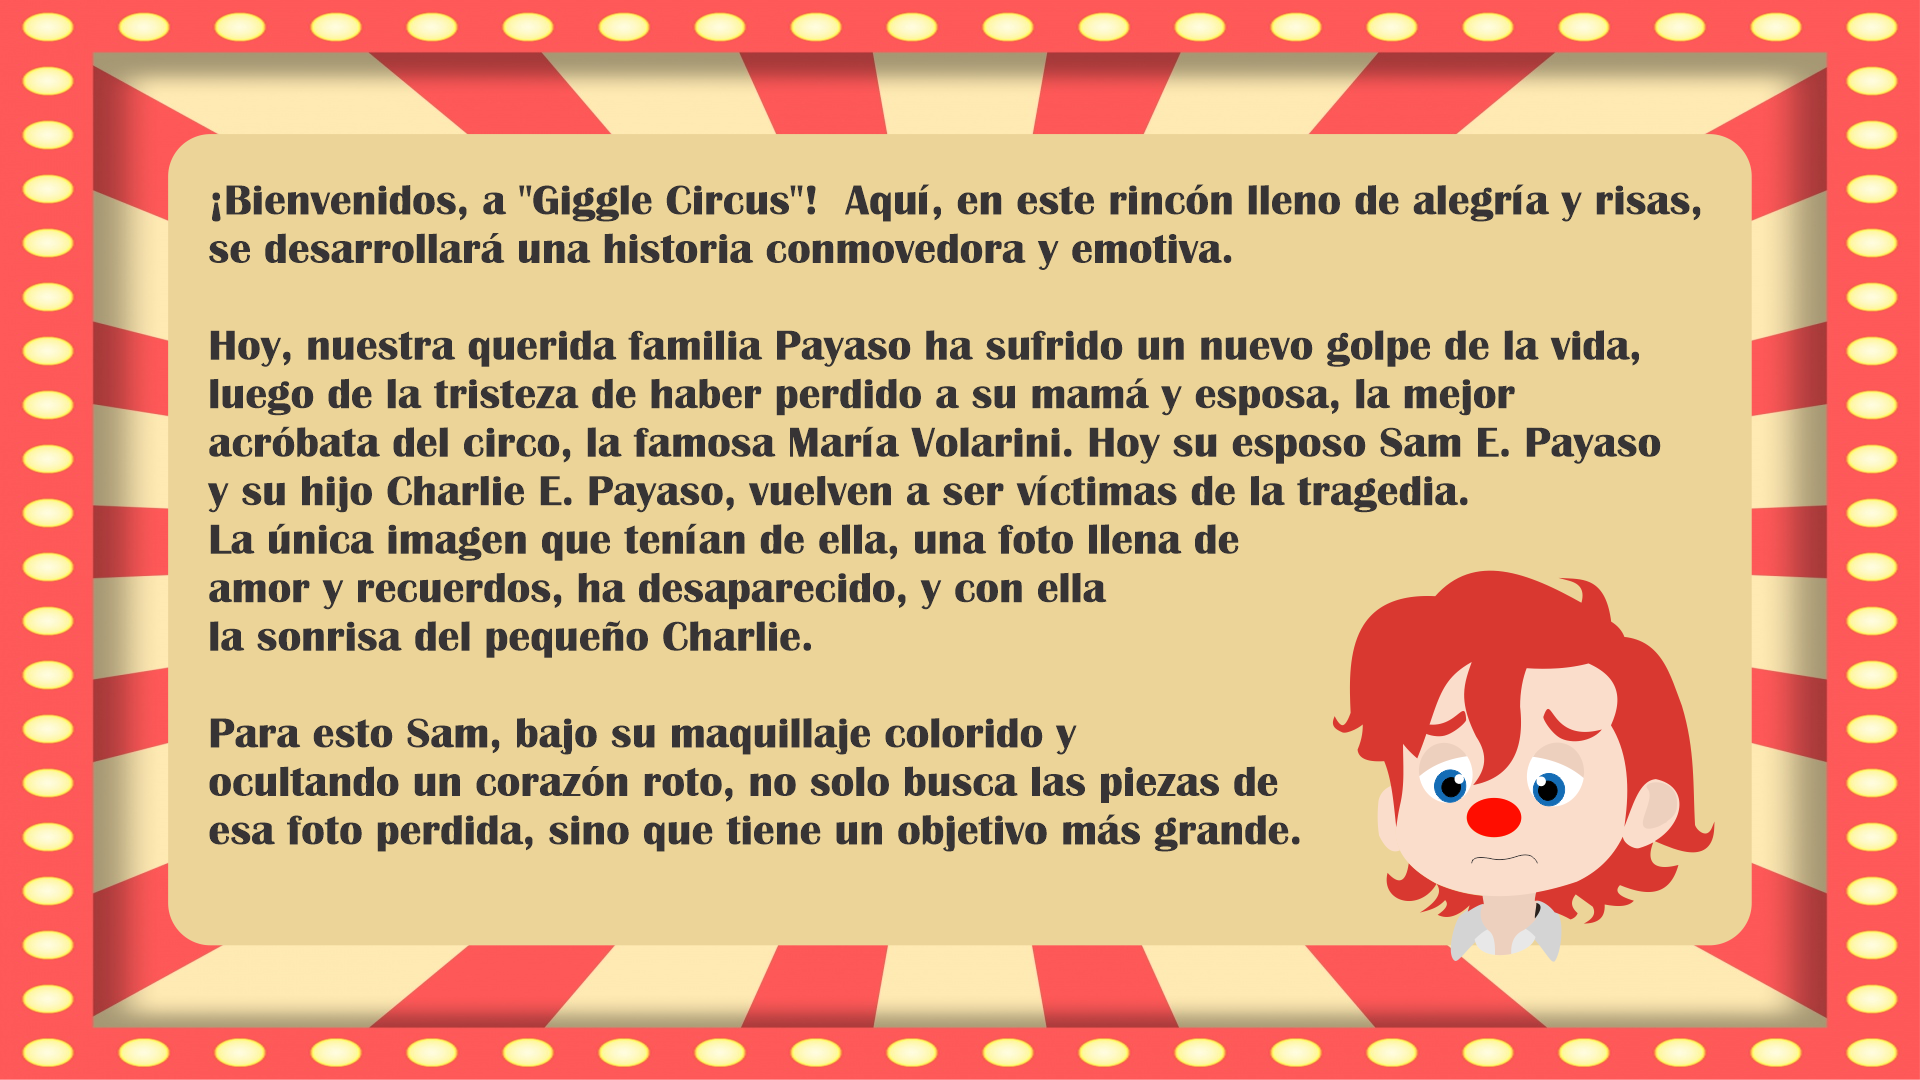 ¡Bienvenidos, a "Giggle Circus"!  Aquí, en este rincón lleno de alegría y risas,
se desarrollará una historia conmovedora y emotiva.
Hoy, nuestra querida familia Payaso ha sufrido un nuevo golpe de la vida,
luego de la tristeza de haber perdido a su mamá y esposa, la mejor
acróbata del circo, la famosa María Volarini. Hoy su esposo Sam E. Payaso
y su hijo Charlie E. Payaso, vuelven a ser víctimas de la tragedia.
La única imagen que tenían de ella, una foto llena de
amor y recuerdos, ha desaparecido, y con ella
la sonrisa del pequeño Charlie.
Para esto Sam, bajo su maquillaje colorido y
ocultando un corazón roto, no solo busca las piezas de
esa foto perdida, sino que tiene un objetivo más grande.